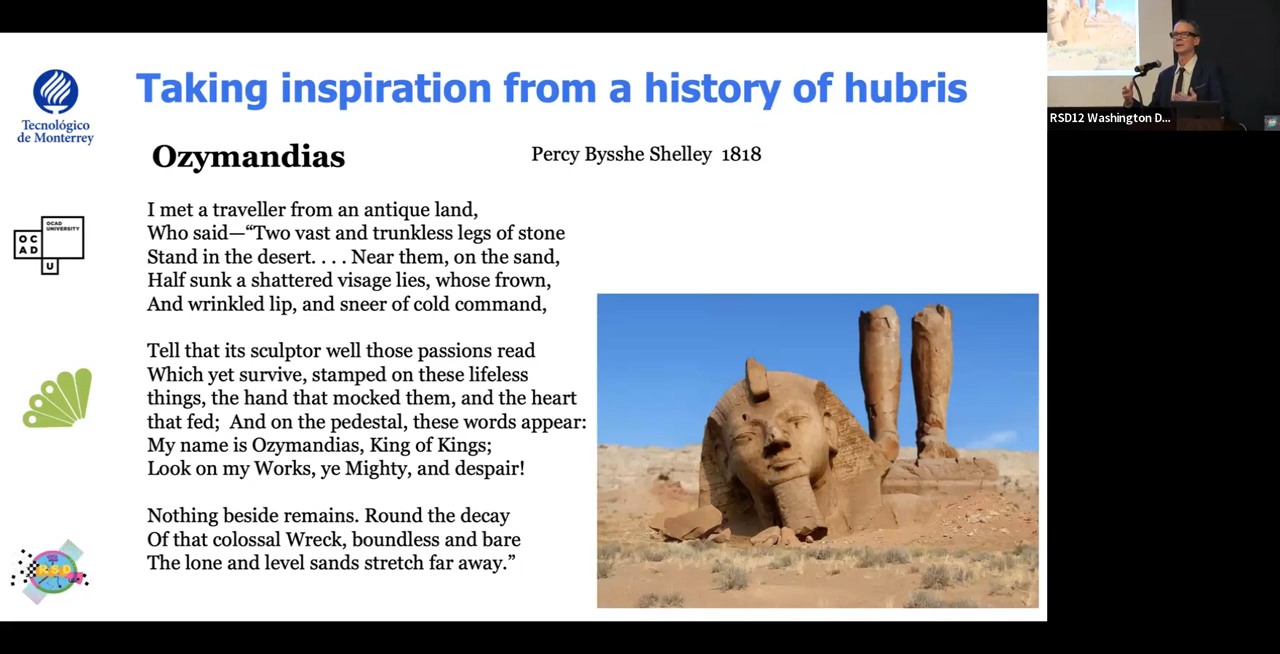 Taking inspiration from a history of hubris
Tecnológico
de Monterrey
Ozymandias
Percy Bysshe Shelley 1818
I met a traveller from an antique land,
Who said—“Two vast and trunkless legs of stone
Stand in the desert. . . . Near them, on the sand,
Half sunk a shattered visage lies, whose frown,
And wrinkled lip, and sneer of cold command,
Tell that its sculptor well those passions read
Which yet survive, stamped on these lifeless
things, the hand that mocked them, and the heart
that fed; And on the pedestal, these words appear:
My name is Ozymandias, King of Kings;
Look on my Works, ye Mighty, and despair!
Nothing beside remains. Round the decay
Of that colossal Wreck, boundless and bare
The lone and level sands stretch far away.”
OCAD
UNIVERSITY
OC
AD
U
RSD
RSD12 Washington D...